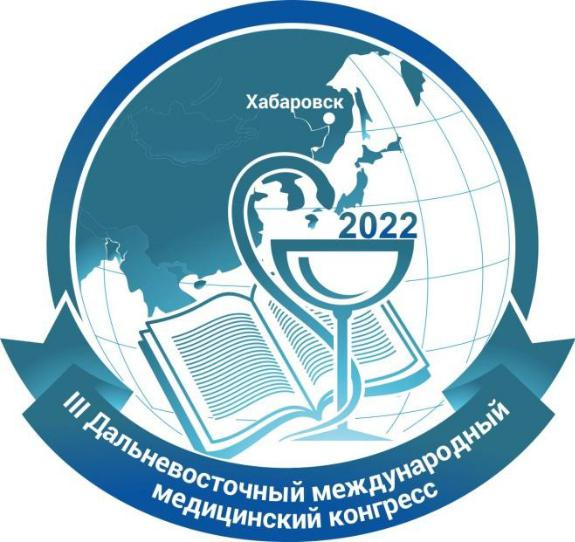 Хабаровск
2022
III Дальневосточный международный
медицинский конгресс